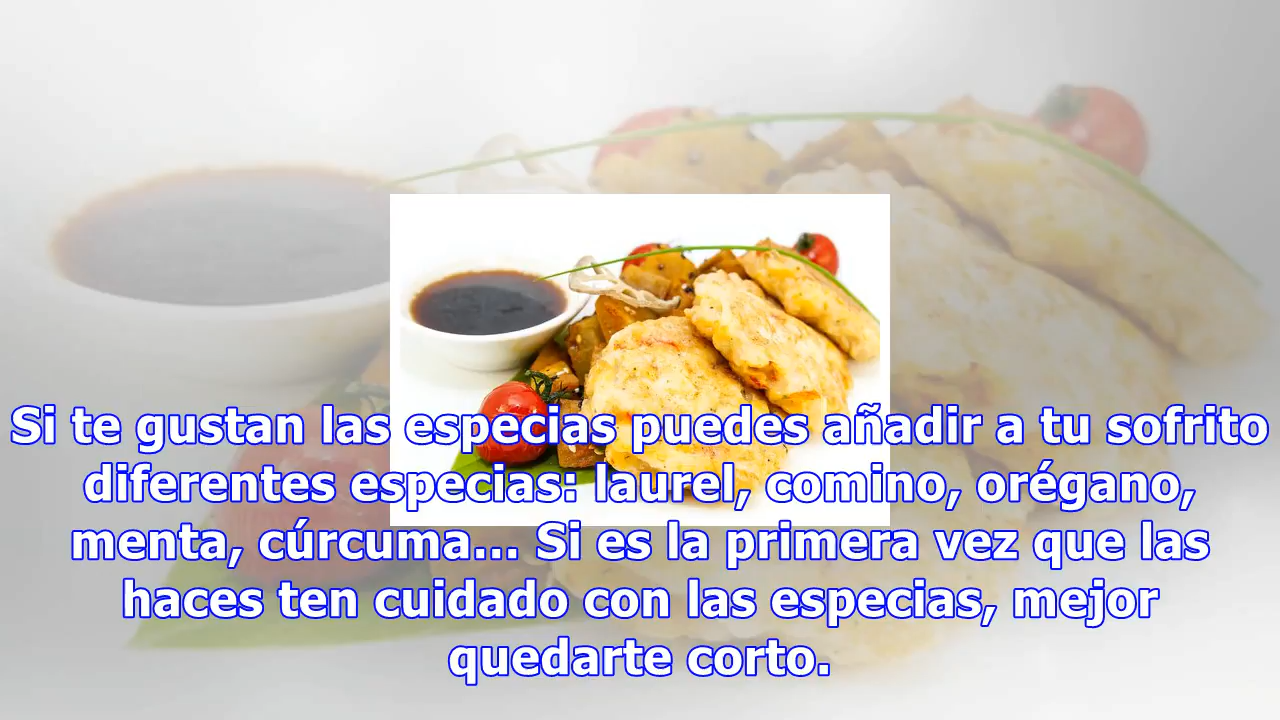 Si te gustan las especias puedes añadir a tu sofrito
diferentes especias: laurel, comino, orégano,
menta, cúrcuma... Si es la primera vez que las
haces ten cuidado con las especias, mejor
quedarte corto.